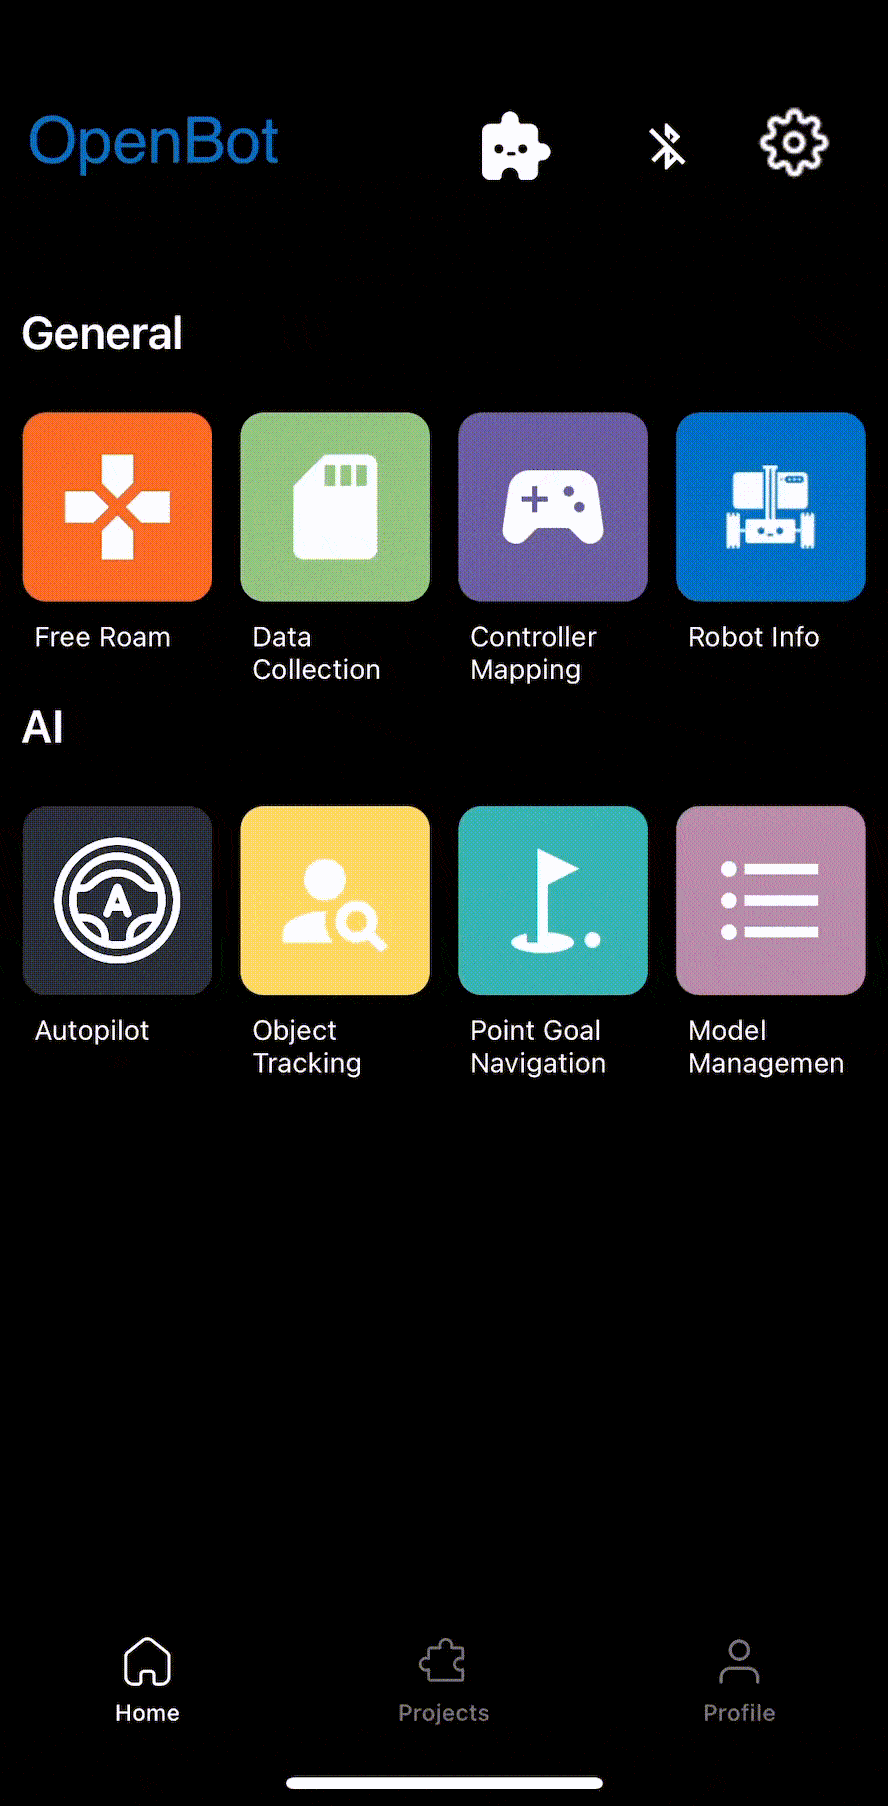 OpenBot
General
Free Roam
Data
Collection
Controller
Mapping
Robot Info
AI
A
Autopilot
Object
Tracking
Point Goal
Navigation
Model
Managemen
Home
Projects
Profile